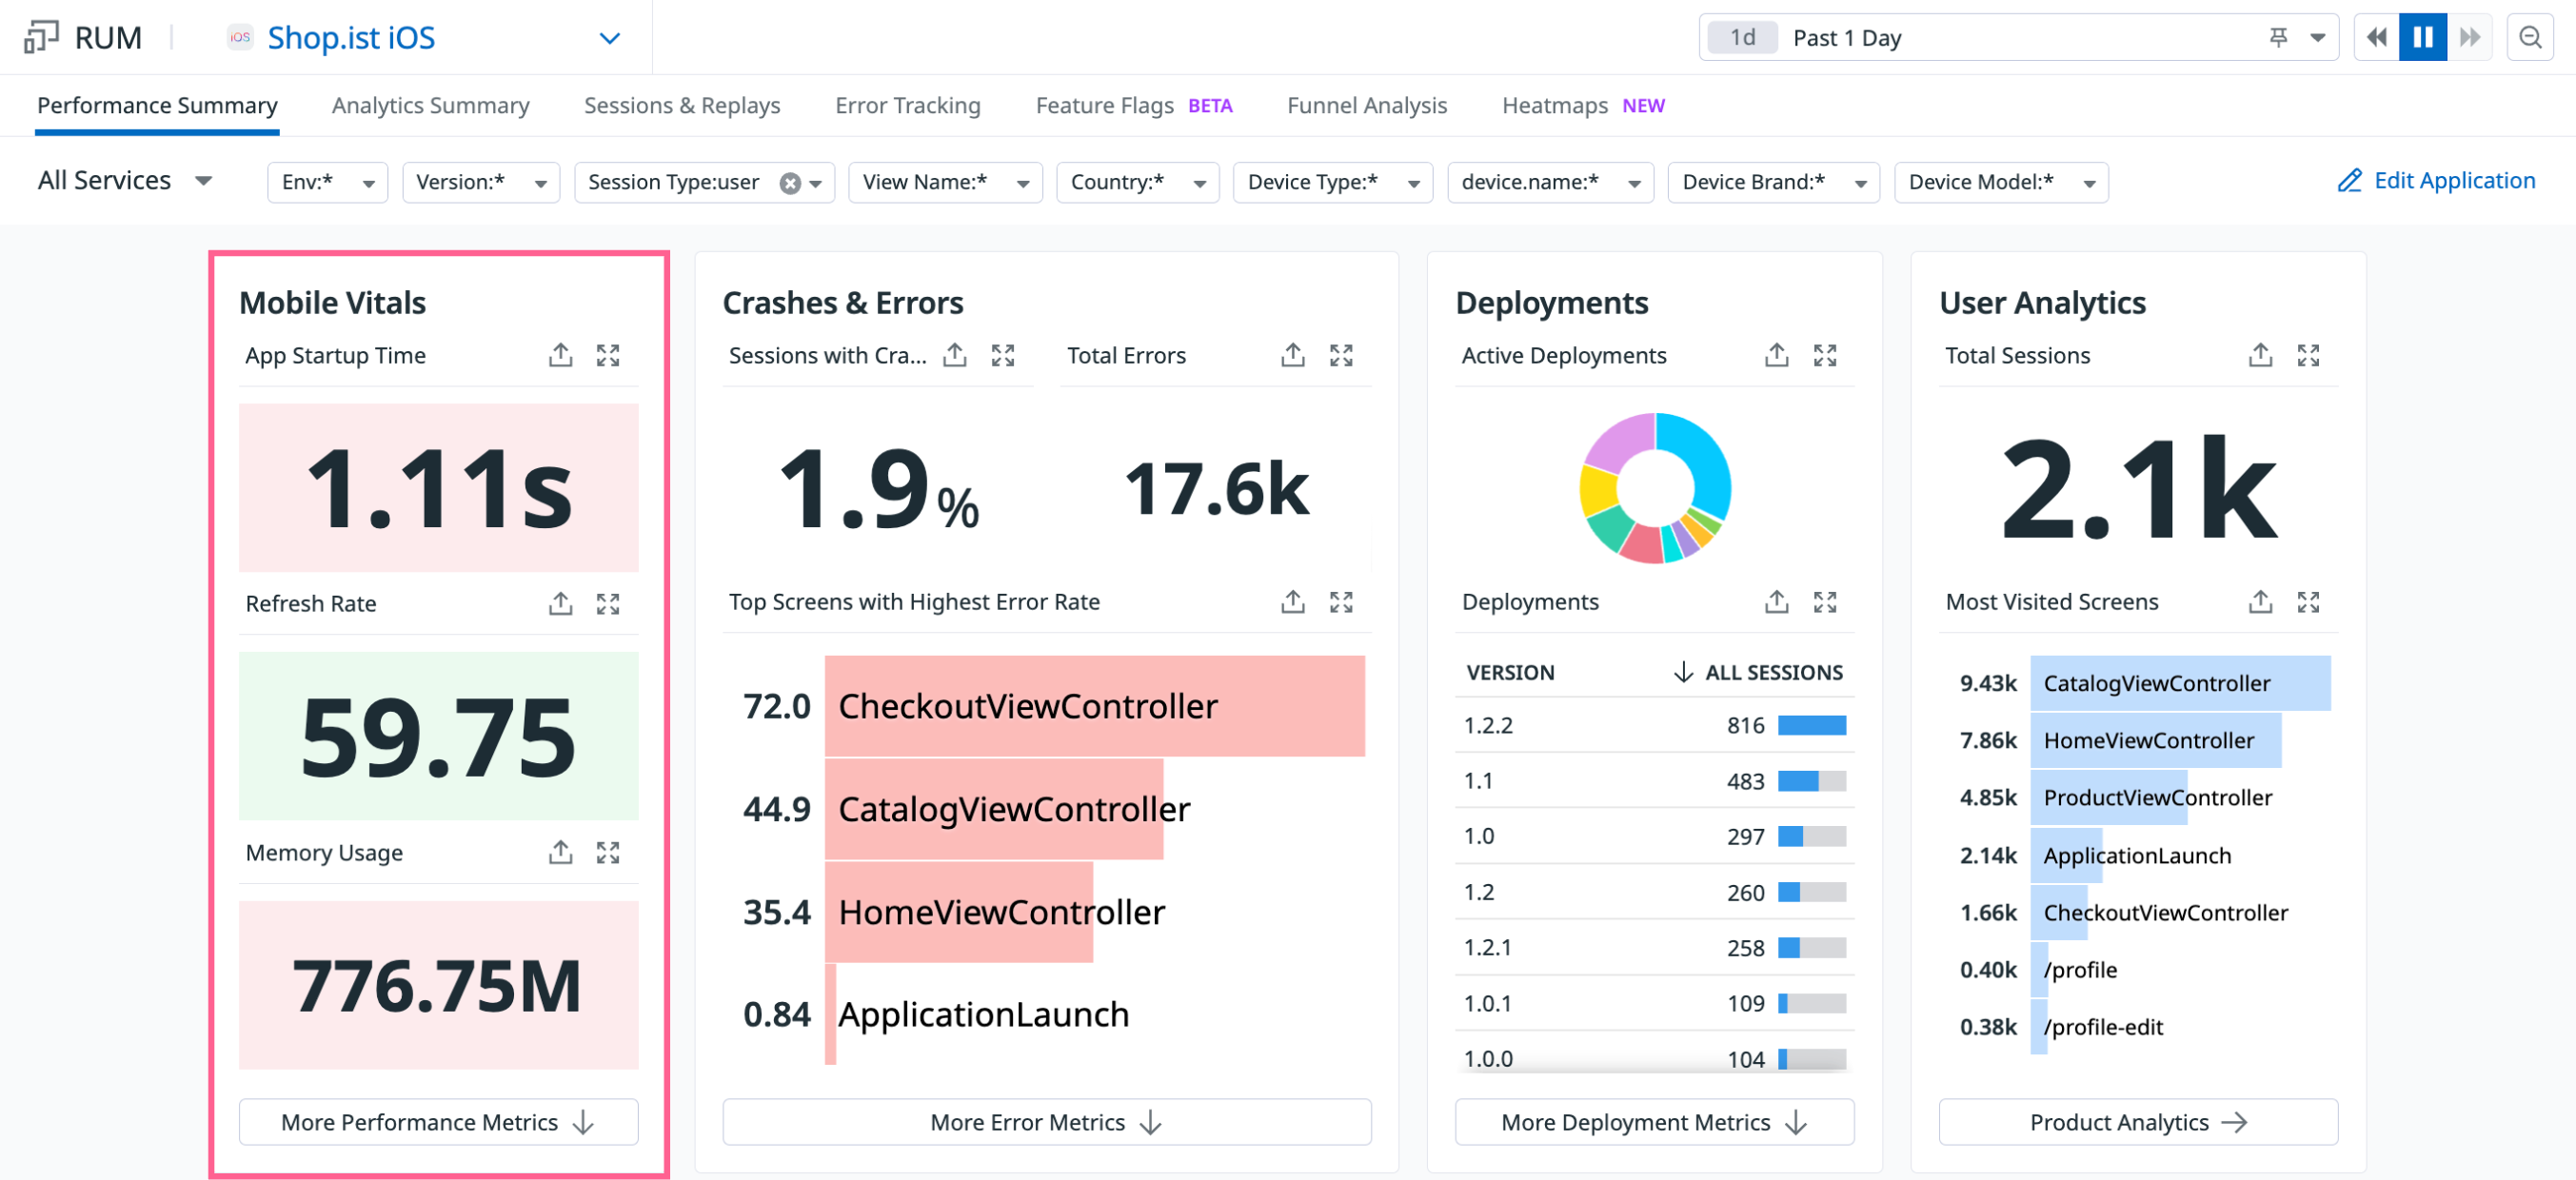 RUM
iOS
Shop.ist iOS
1d Past 1 Day
Performance Summary
Analytics Summary
Sessions & Replays
Error Tracking
Feature Flags BETA
Funnel Analysis
Heatmaps NEW
All Services
Env:*
Version:*
Session Type:user
View Name:*
Country:*
Device Type:*
device.name:*
Device Brand:*
Device Model:*
Edit Application
Mobile Vitals
App Startup Time
1.11s
Refresh Rate
59.75
Memory Usage
776.75M
More Performance Metrics ↓
Crashes & Errors
Sessions with Cra...
1.9%
Total Errors
17.6k
Top Screens with Highest Error Rate
72.0 CheckoutViewController
44.9 CatalogViewController
35.4 HomeViewController
0.84 ApplicationLaunch
More Error Metrics ↓
Deployments
Active Deployments
Deployments
VERSION ↓ ALL SESSIONS
1.2.2 816
1.1 483
1.0 297
1.2 260
1.2.1 258
1.0.1 109
1.0.0 104
More Deployment Metrics ↓
User Analytics
Total Sessions
2.1k
Most Visited Screens
9.43k CatalogViewController
7.86k HomeViewController
4.85k ProductViewController
2.14k ApplicationLaunch
1.66k CheckoutViewController
0.40k /profile
0.38k /profile-edit
Product Analytics →